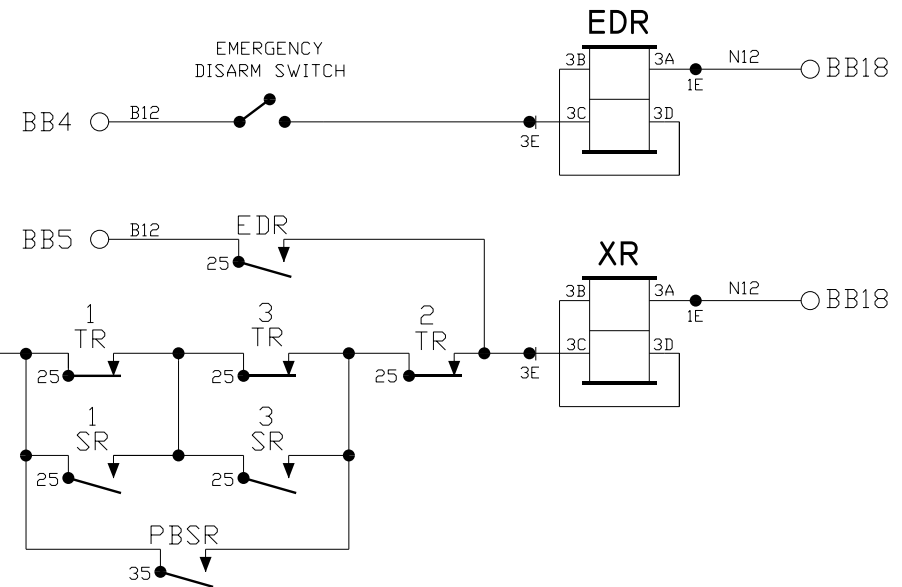 EDR
EMERGENCY
DISARM SWITCH
3B 3A N12 BB18
1E
BB4 B12 3C 3D
3E
EDR
BB5 B12
25
XR
3B 3A N12 BB18
1E
1 3 2
TR TR TR
3C 3D
25 25 25 3E
1 3
SR SR
25 25
PBSR
35